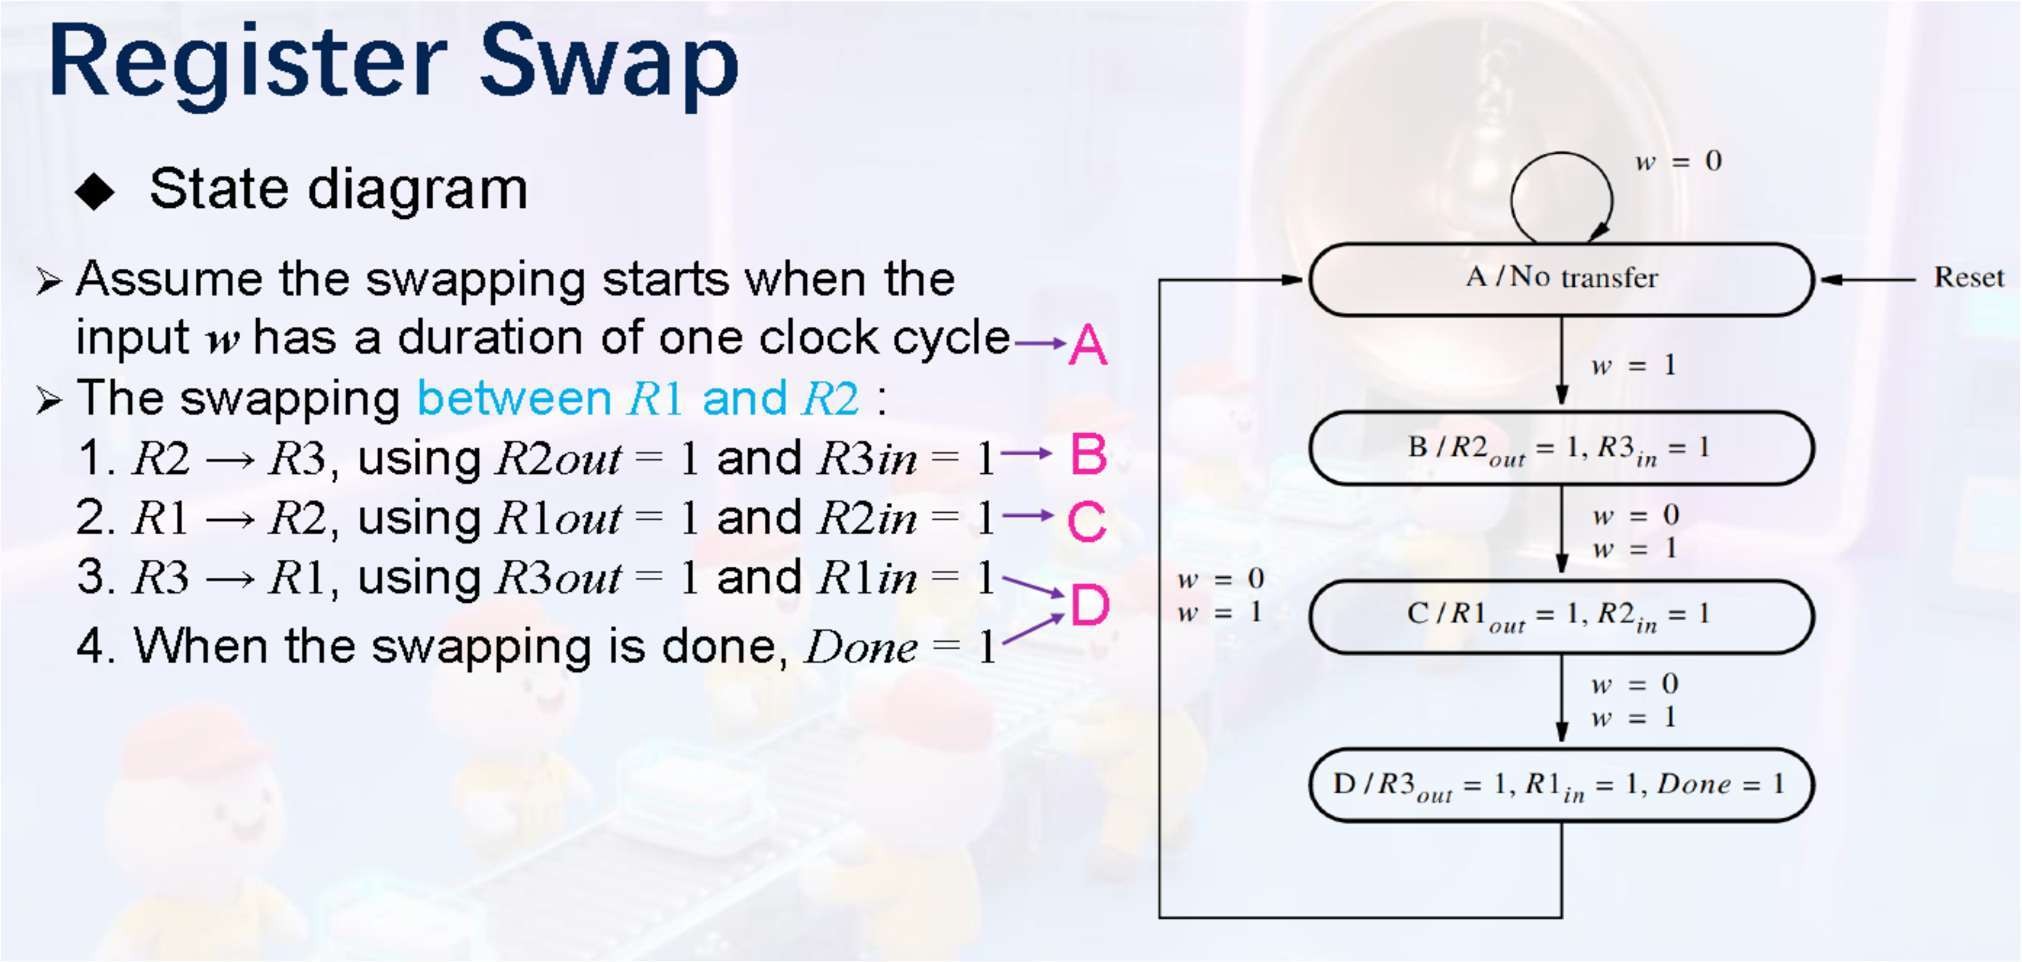 Register Swap
◆ State diagram
➢ Assume the swapping starts when the
input w has a duration of one clock cycle → A
➢ The swapping between R1 and R2 :
1. R2 → R3, using R2out = 1 and R3in = 1 → B
2. R1 → R2, using R1out = 1 and R2in = 1 → C
3. R3 → R1, using R3out = 1 and R1in = 1
D
4. When the swapping is done, Done = 1
w = 0
A / No transfer
Reset
w = 1
B / R2out = 1, R3in = 1
w = 0
w = 1
C / R1out = 1, R2in = 1
w = 0
w = 1
D / R3out = 1, R1in = 1, Done = 1
w = 0
w = 1